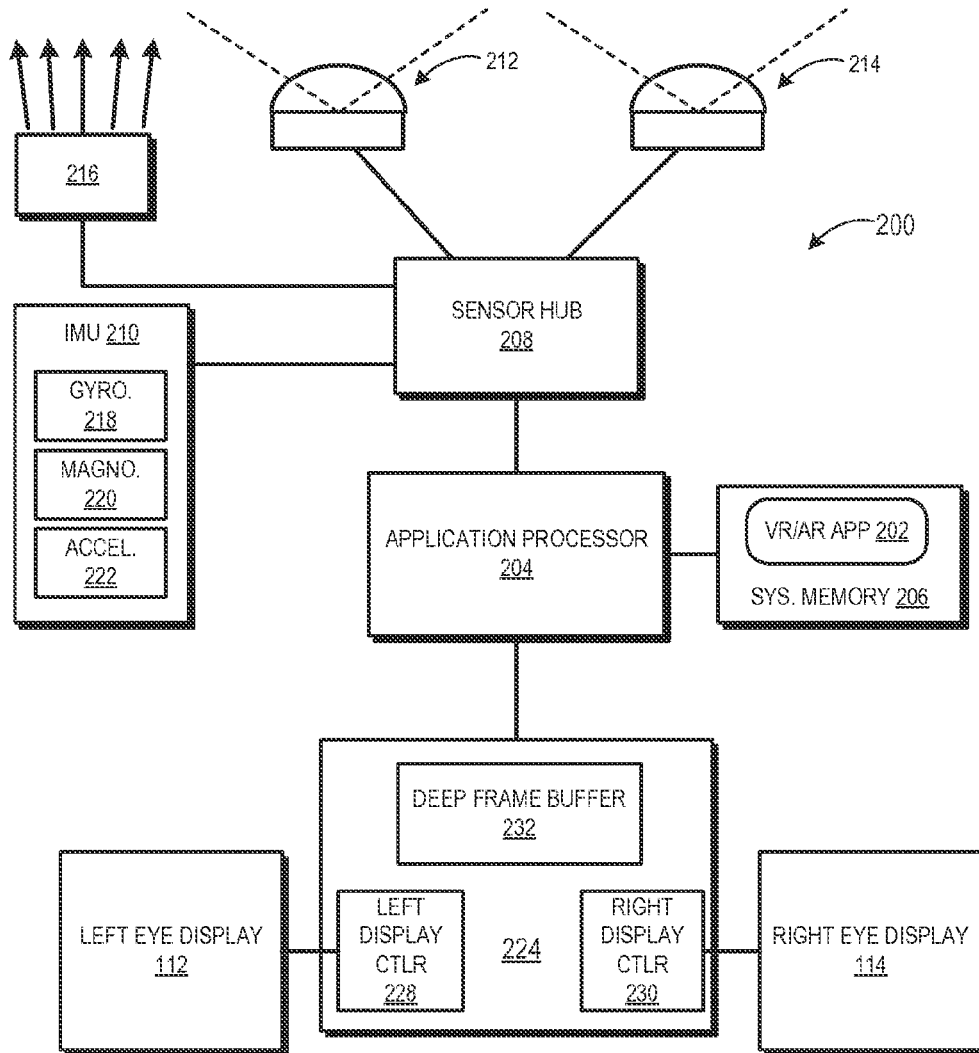 212
214
216
200
SENSOR HUB
208
IMU 210
GYRO.
218
MAGNO.
220
ACCEL.
222
APPLICATION PROCESSOR
204
VR/AR APP 202
SYS. MEMORY 206
DEEP FRAME BUFFER
232
LEFT EYE DISPLAY
112
LEFT
DISPLAY
CTLR
228
224
RIGHT
DISPLAY
CTLR
230
RIGHT EYE DISPLAY
114